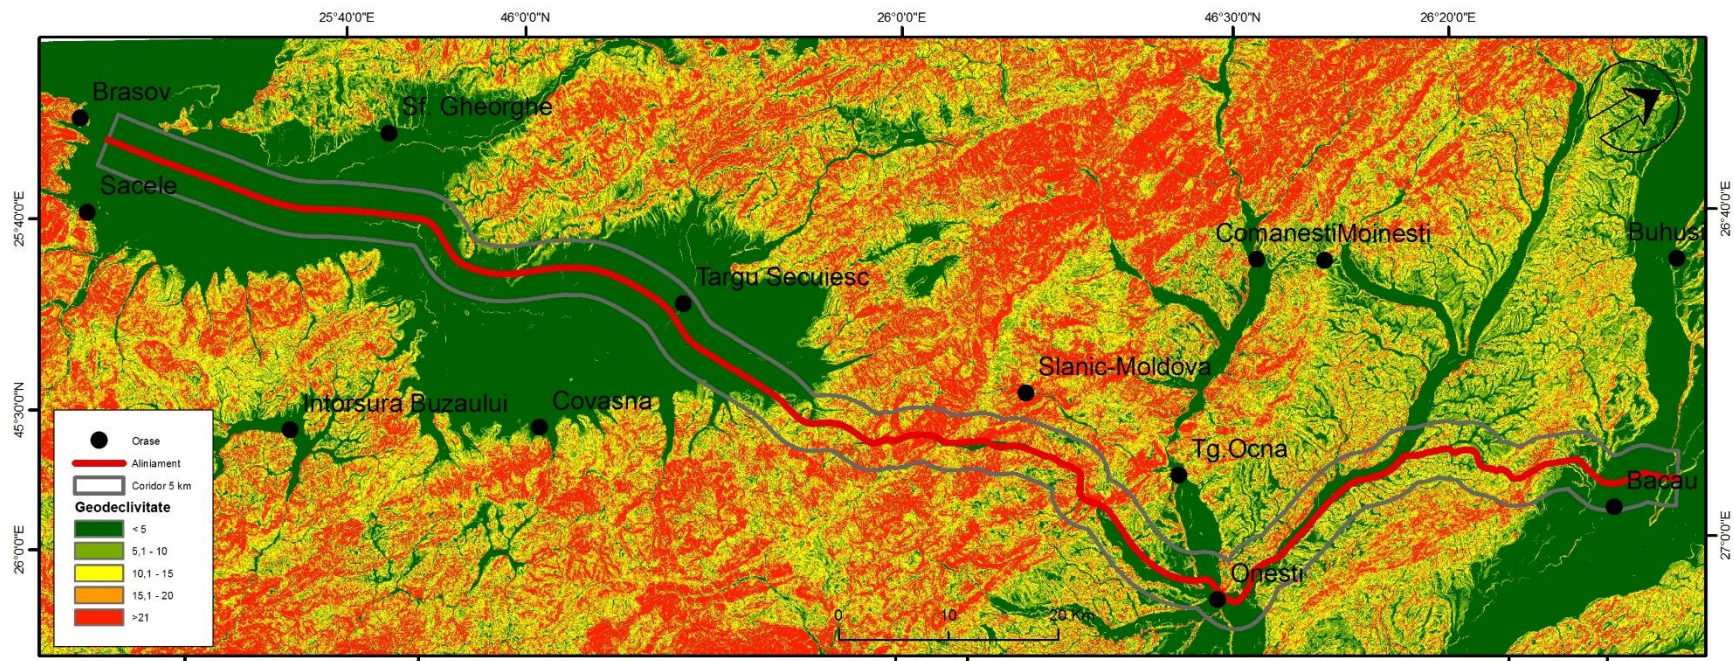 25°40'0"E
46°0'0"N
26°0'0"E
46°30'0"N
26°20'0"E
Brasov
Sf. Gheorghe
Sacele
25°40'0"E
26°40'0"E
Comanesti
Moinesti
Buhusi
Targu Secuiesc
Slanic-Moldova
45°30'0"N
Intorsura Buzaului
Covasna
Tg.Ocna
Bacau
26°0'0"E
27°0'0"E
Onesti
0
10
20 Km
Orase
Aliniament
Coridor 5 km
Geodeclivitate
< 5
5,1 - 10
10,1 - 15
15,1 - 20
>21